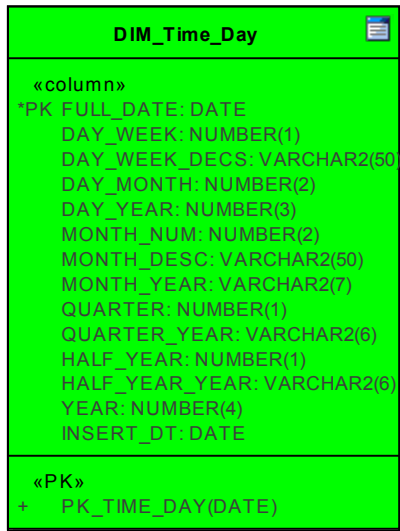 DIM_Time_Day
«column»
*PK FULL_DATE: DATE
DAY_WEEK: NUMBER(1)
DAY_WEEK_DECS: VARCHAR2(50)
DAY_MONTH: NUMBER(2)
DAY_YEAR: NUMBER(3)
MONTH_NUM: NUMBER(2)
MONTH_DESC: VARCHAR2(50)
MONTH_YEAR: VARCHAR2(7)
QUARTER: NUMBER(1)
QUARTER_YEAR: VARCHAR2(6)
HALF_YEAR: NUMBER(1)
HALF_YEAR_YEAR: VARCHAR2(6)
YEAR: NUMBER(4)
INSERT_DT: DATE
«PK»
+ PK_TIME_DAY(DATE)